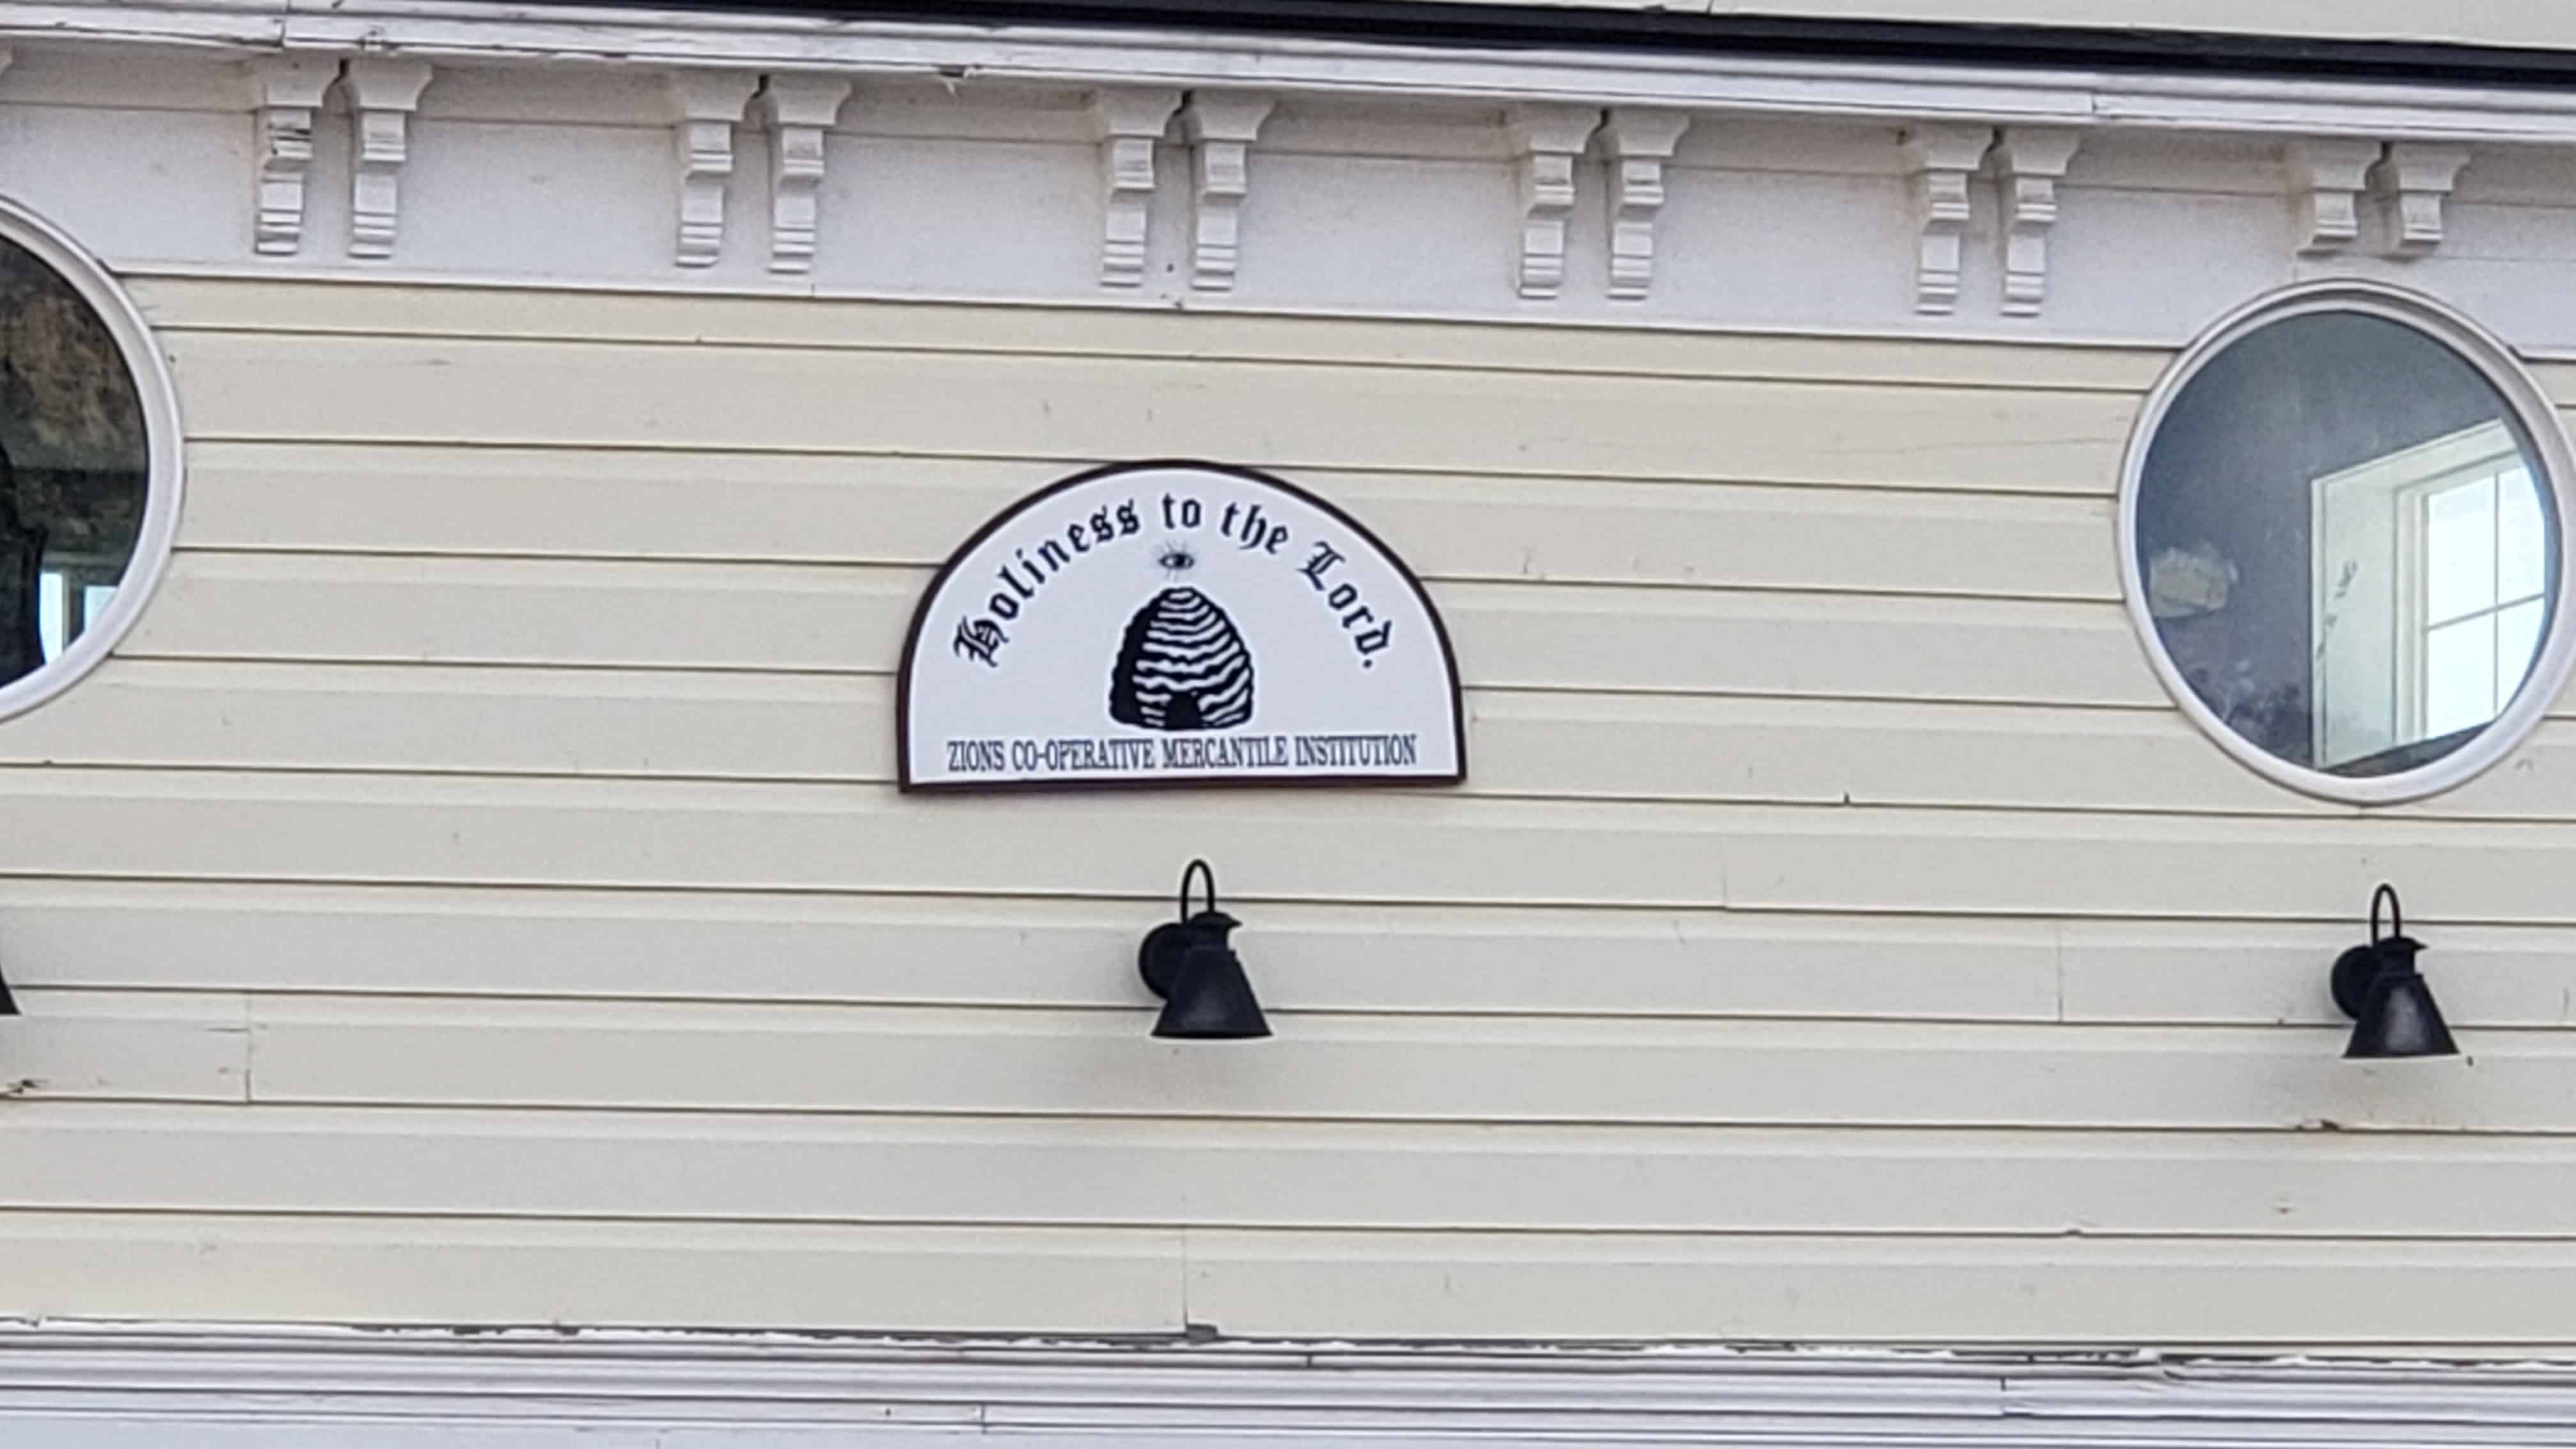 Holiness to the Lord.
ZIONS CO-OPERATIVE MERCANTILE INSTITUTION